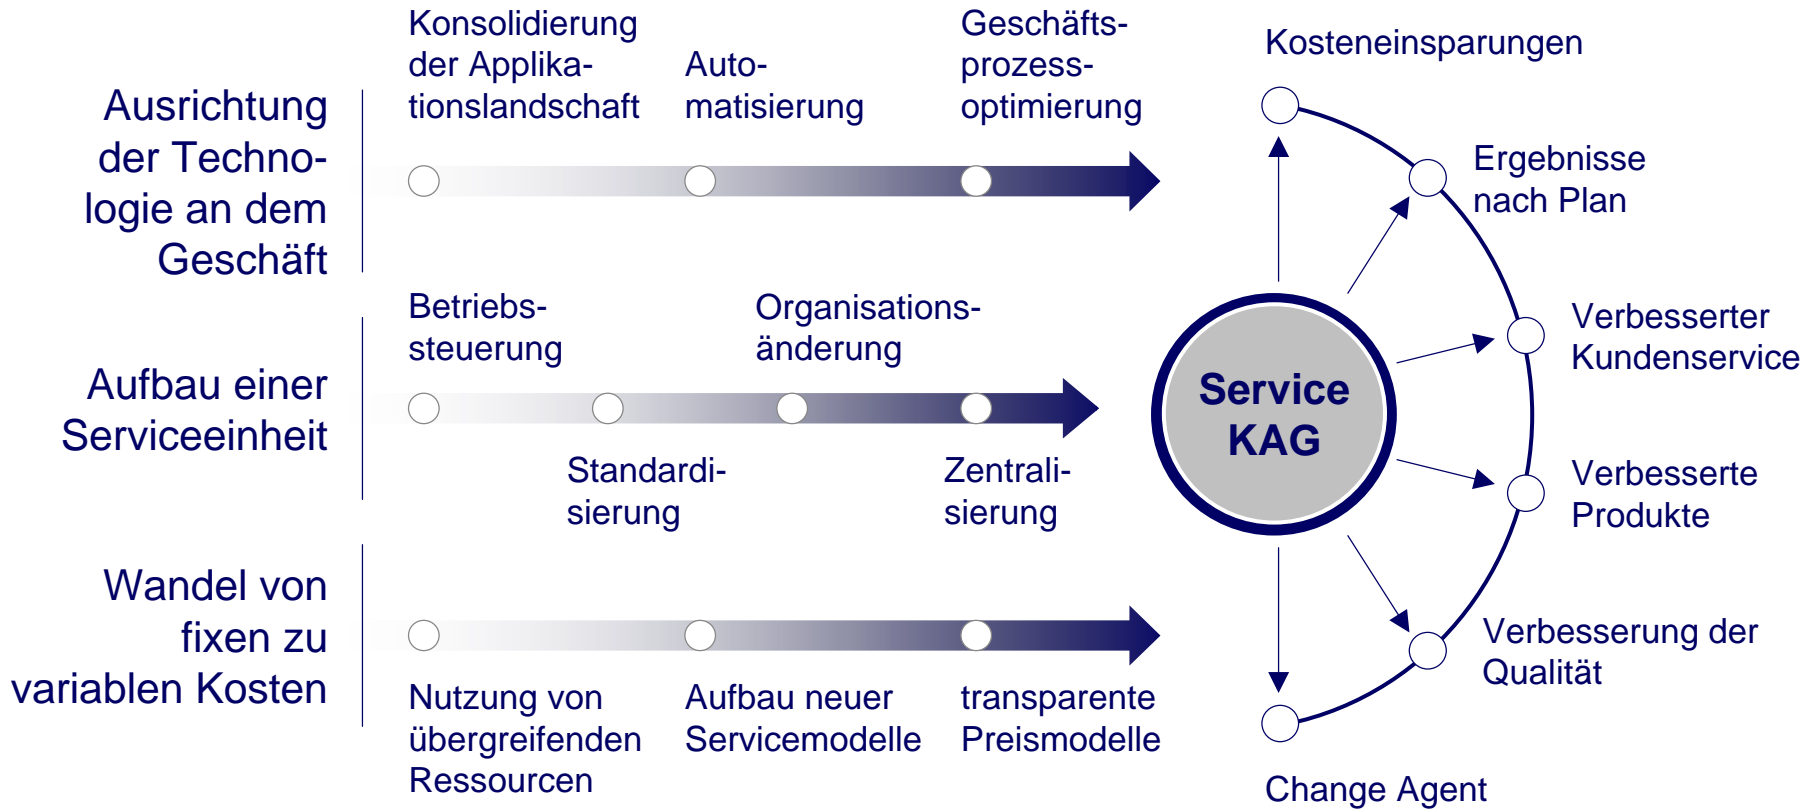 Ausrichtung
der Techno-
logie an dem
Geschäft
Konsolidierung
der Applika-
tionslandschaft
Auto-
matisierung
Geschäfts-
prozess-
optimierung
Aufbau einer
Serviceeinheit
Betriebs-
steuerung
Standardi-
sierung
Organisations-
änderung
Zentrali-
sierung
Wandel von
fixen zu
variablen Kosten
Nutzung von
übergreifenden
Ressourcen
Aufbau neuer
Servicemodelle
transparente
Preismodelle
Service
KAG
Kosteneinsparungen
Ergebnisse
nach Plan
Verbesserter
Kundenservice
Verbesserte
Produkte
Verbesserung der
Qualität
Change Agent